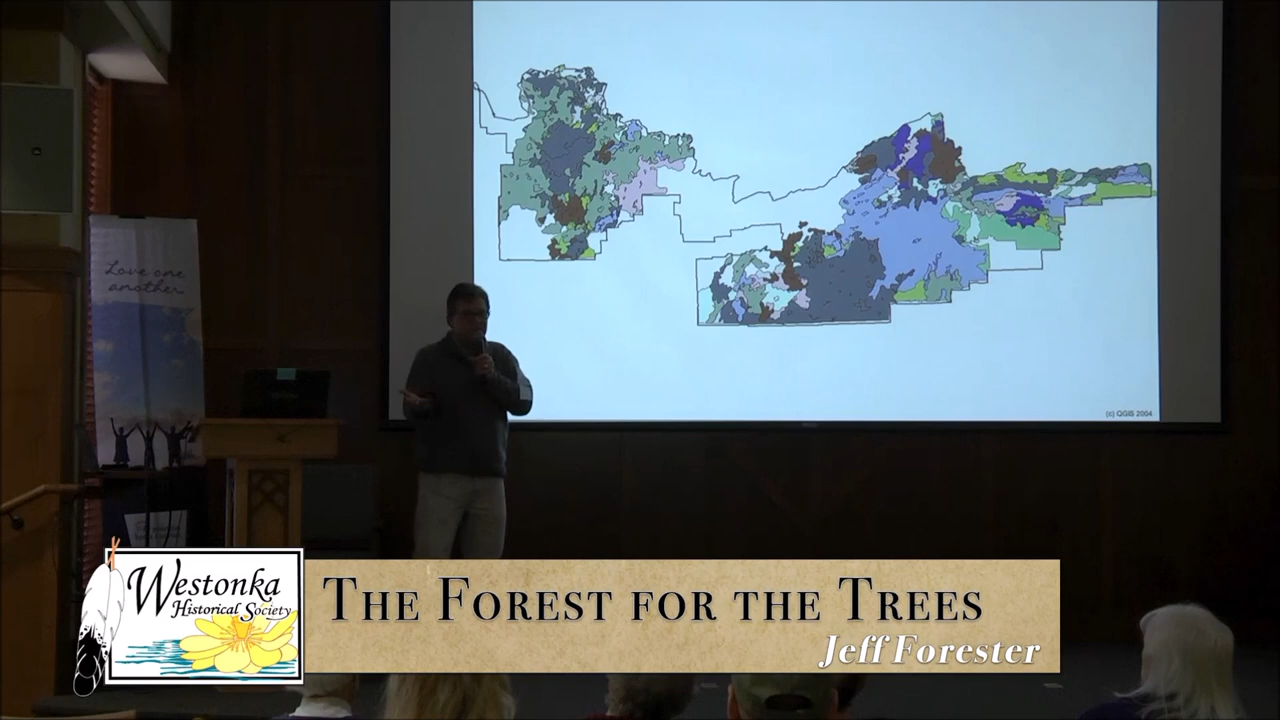 Love one
another
(c) QGIS 2004
Westonka
Historical Society
The Forest for the Trees
Jeff Forester